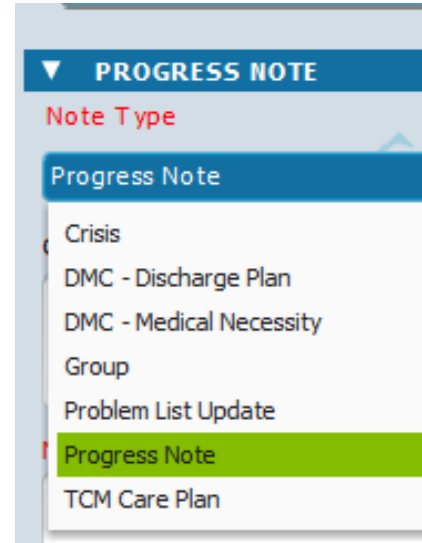 ▼ PROGRESS NOTE
Note Type
Progress Note
Crisis
DMC - Discharge Plan
DMC - Medical Necessity
Group
Problem List Update
Progress Note
TCM Care Plan